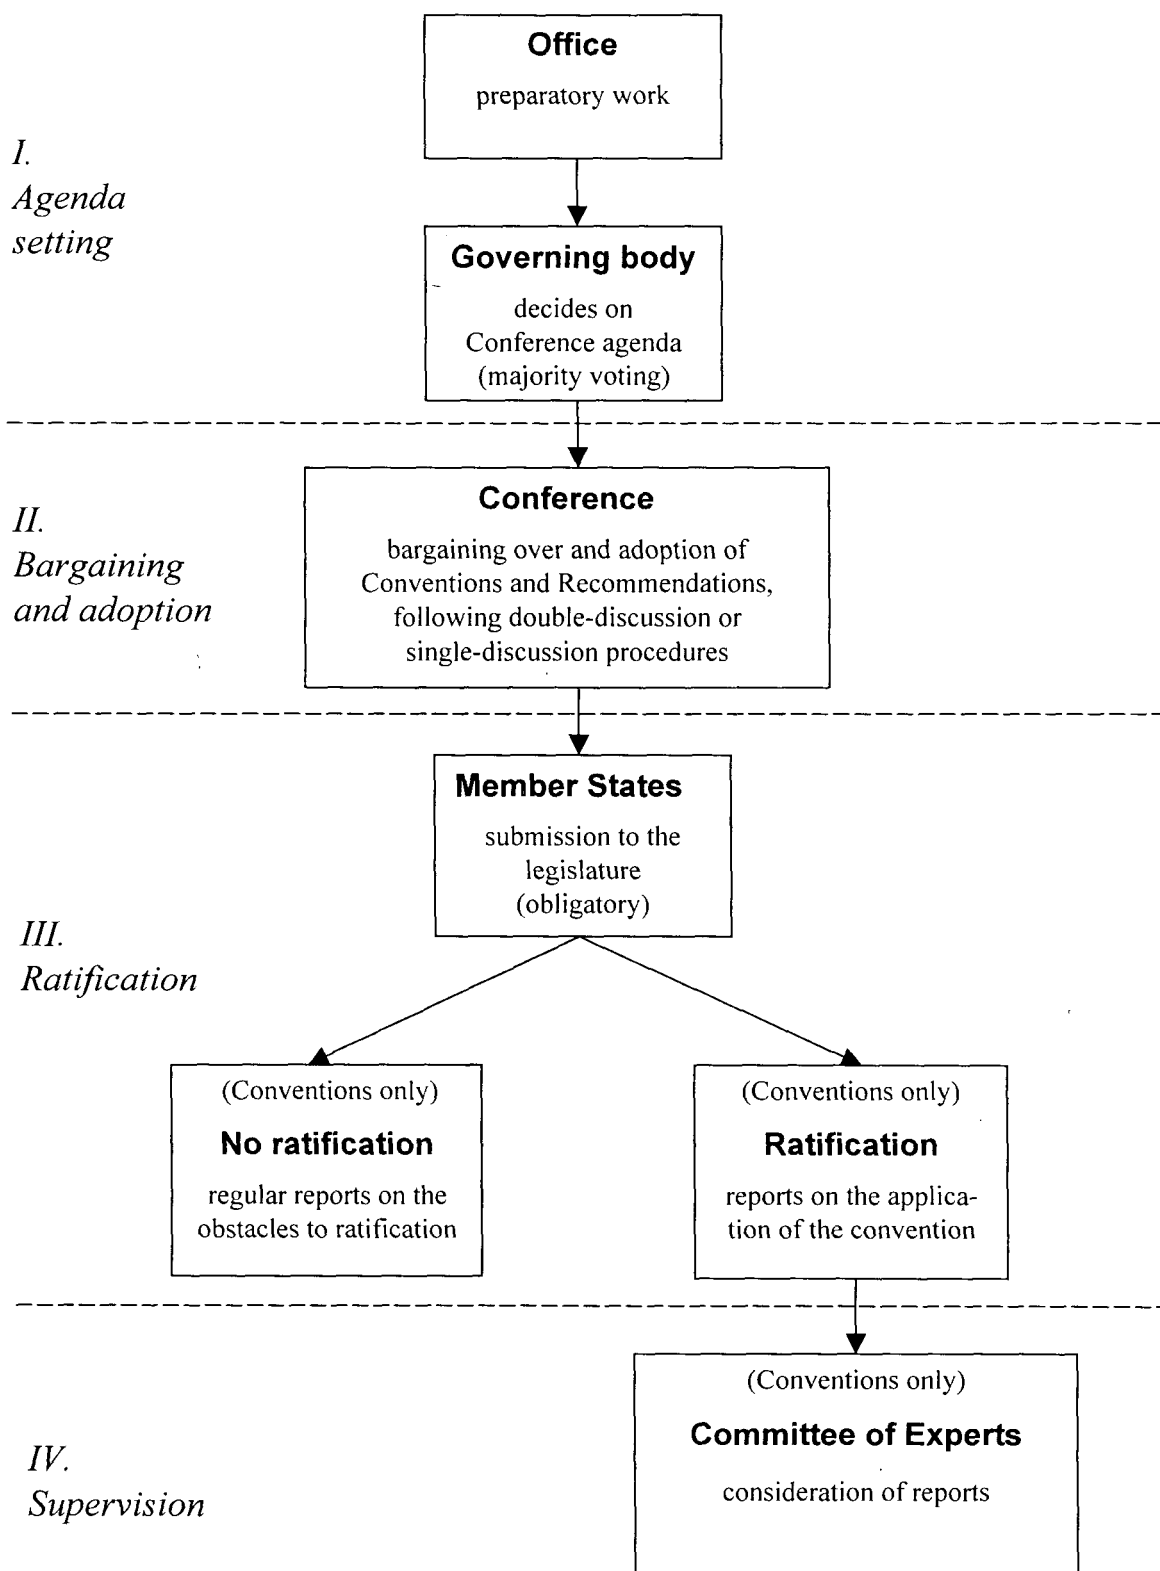 Office
preparatory work
I.
Agenda
setting
Governing body
decides on
Conference agenda
(majority voting)
II.
Bargaining
and adoption
Conference
bargaining over and adoption of
Conventions and Recommendations,
following double-discussion or
single-discussion procedures
Member States
submission to the
legislature
(obligatory)
III.
Ratification
(Conventions only)
No ratification
regular reports on the
obstacles to ratification
(Conventions only)
Ratification
reports on the applica-
tion of the convention
IV.
Supervision
(Conventions only)
Committee of Experts
consideration of reports